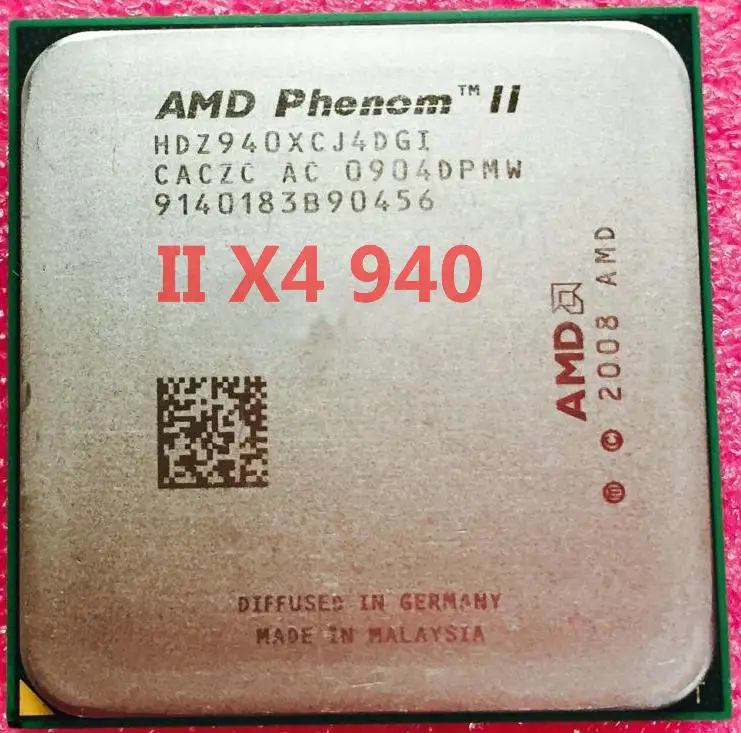 AMD Phenom™ II
HDZ940XCJ4DGI
CACZC AC 0904DPMW
9140183B90456
II X4 940
AMD
Ⓜ © 2008 AMD
DIFFUSED IN GERMANY
MADE IN MALAYSIA